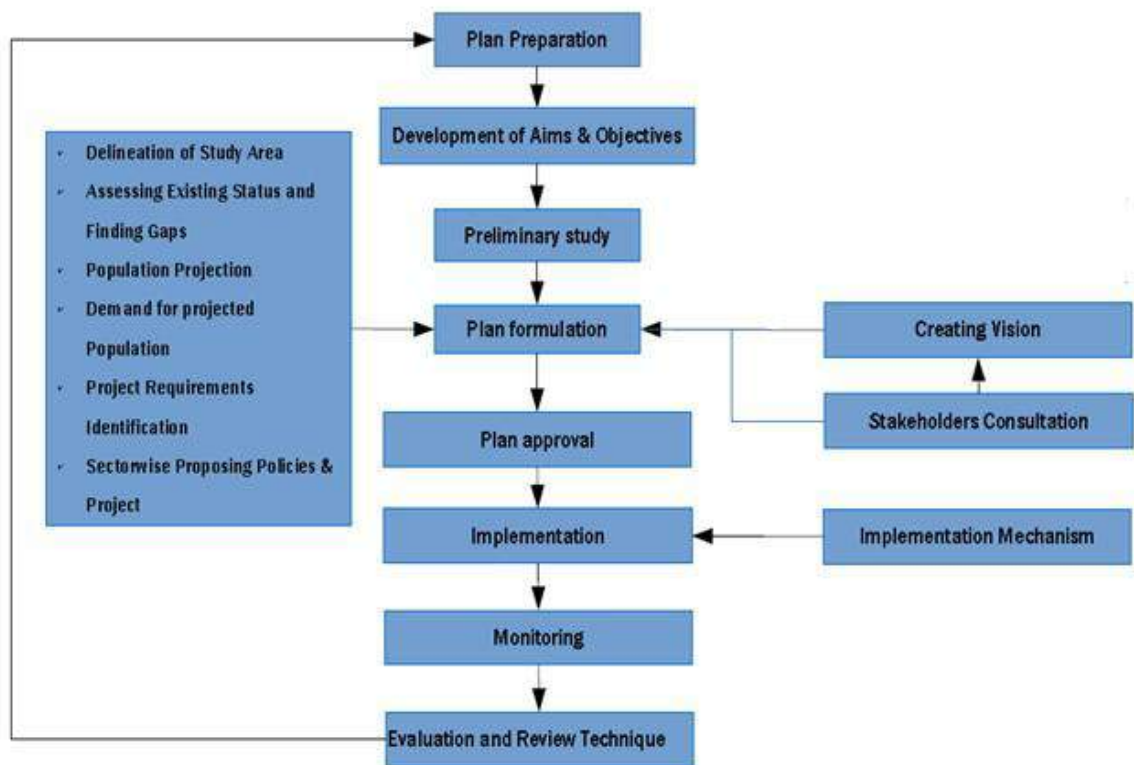 Plan Preparation
Development of Aims & Objectives
Delineation of Study Area
Assessing Existing Status and
Finding Gaps
Population Projection
Demand for projected
Population
Project Requirements
Identification
Sectorwise Proposing Policies &
Project
Preliminary study
Plan formulation
Creating Vision
Stakeholders Consultation
Plan approval
Implementation
Implementation Mechanism
Monitoring
Evaluation and Review Technique